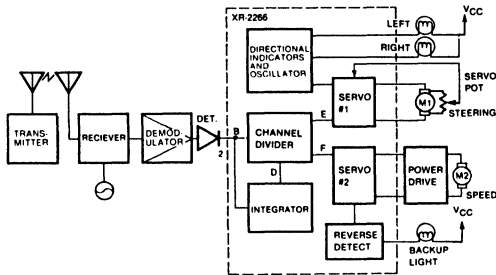 XR-2266
LEFT
VCC
RIGHT
DIRECTIONAL
INDICATORS
AND
OSCILLATOR
SERVO
POT
SERVO
#1
M1
STEERING
TRANS-
MITTER
RECIEVER
DEMOD-
ULATOR
DET.
2
B
CHANNEL
DIVIDER
E
F
D
INTEGRATOR
SERVO
#2
POWER
DRIVE
M2
SPEED
REVERSE
DETECT
VCC
BACKUP
LIGHT